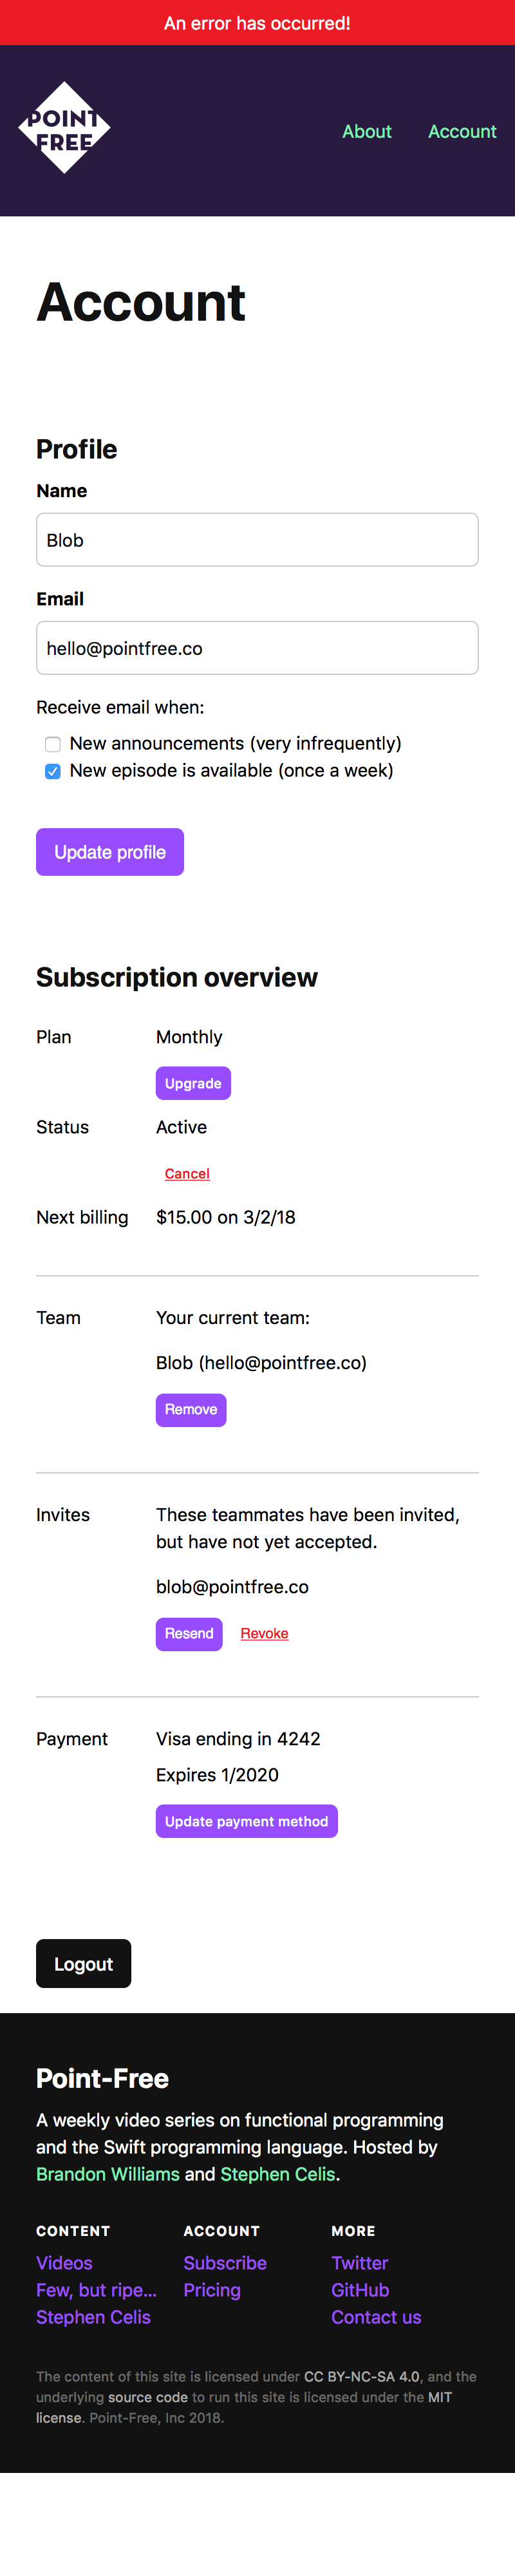 An error has occurred!
POINT
FREE
About
Account
Account
Profile
Name
Blob
Email
hello@pointfree.co
Receive email when:
New announcements (very infrequently)
New episode is available (once a week)
Update profile
Subscription overview
Plan
Monthly
Upgrade
Status
Active
Cancel
Next billing
$15.00 on 3/2/18
Team
Your current team:
Blob (hello@pointfree.co)
Remove
Invites
These teammates have been invited,
but have not yet accepted.
blob@pointfree.co
Resend
Revoke
Payment
Visa ending in 4242
Expires 1/2020
Update payment method
Logout
Point-Free
A weekly video series on functional programming
and the Swift programming language. Hosted by
Brandon Williams and Stephen Celis.
CONTENT
Videos
Few, but ripe...
Stephen Celis
ACCOUNT
Subscribe
Pricing
MORE
Twitter
GitHub
Contact us
The content of this site is licensed under CC BY-NC-SA 4.0, and the
underlying source code to run this site is licensed under the MIT
license. Point-Free, Inc 2018.